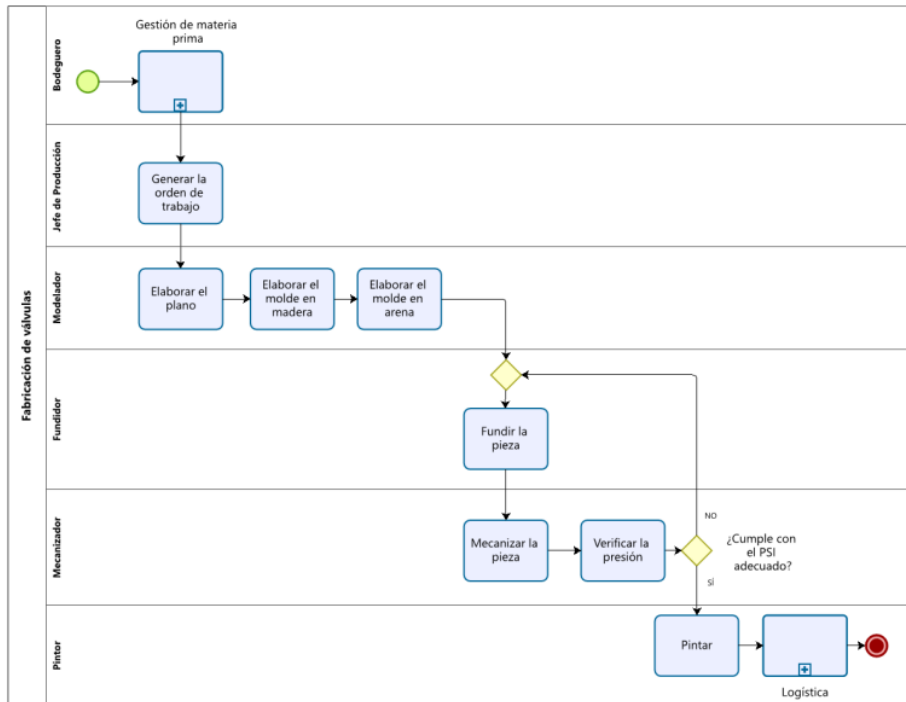 Fabricación de válvulas
Bodeguero
Gestión de materia
prima
Jefe de Producción
Generar la
orden de
trabajo
Modelador
Elaborar el
plano
Elaborar el
molde en
madera
Elaborar el
molde en
arena
Fundidor
Fundir la
pieza
Mecanizador
Mecanizar la
pieza
Verificar la
presión
NO
¿Cumple con
el PSI
adecuado?
SÍ
Pintor
Pintar
Logística